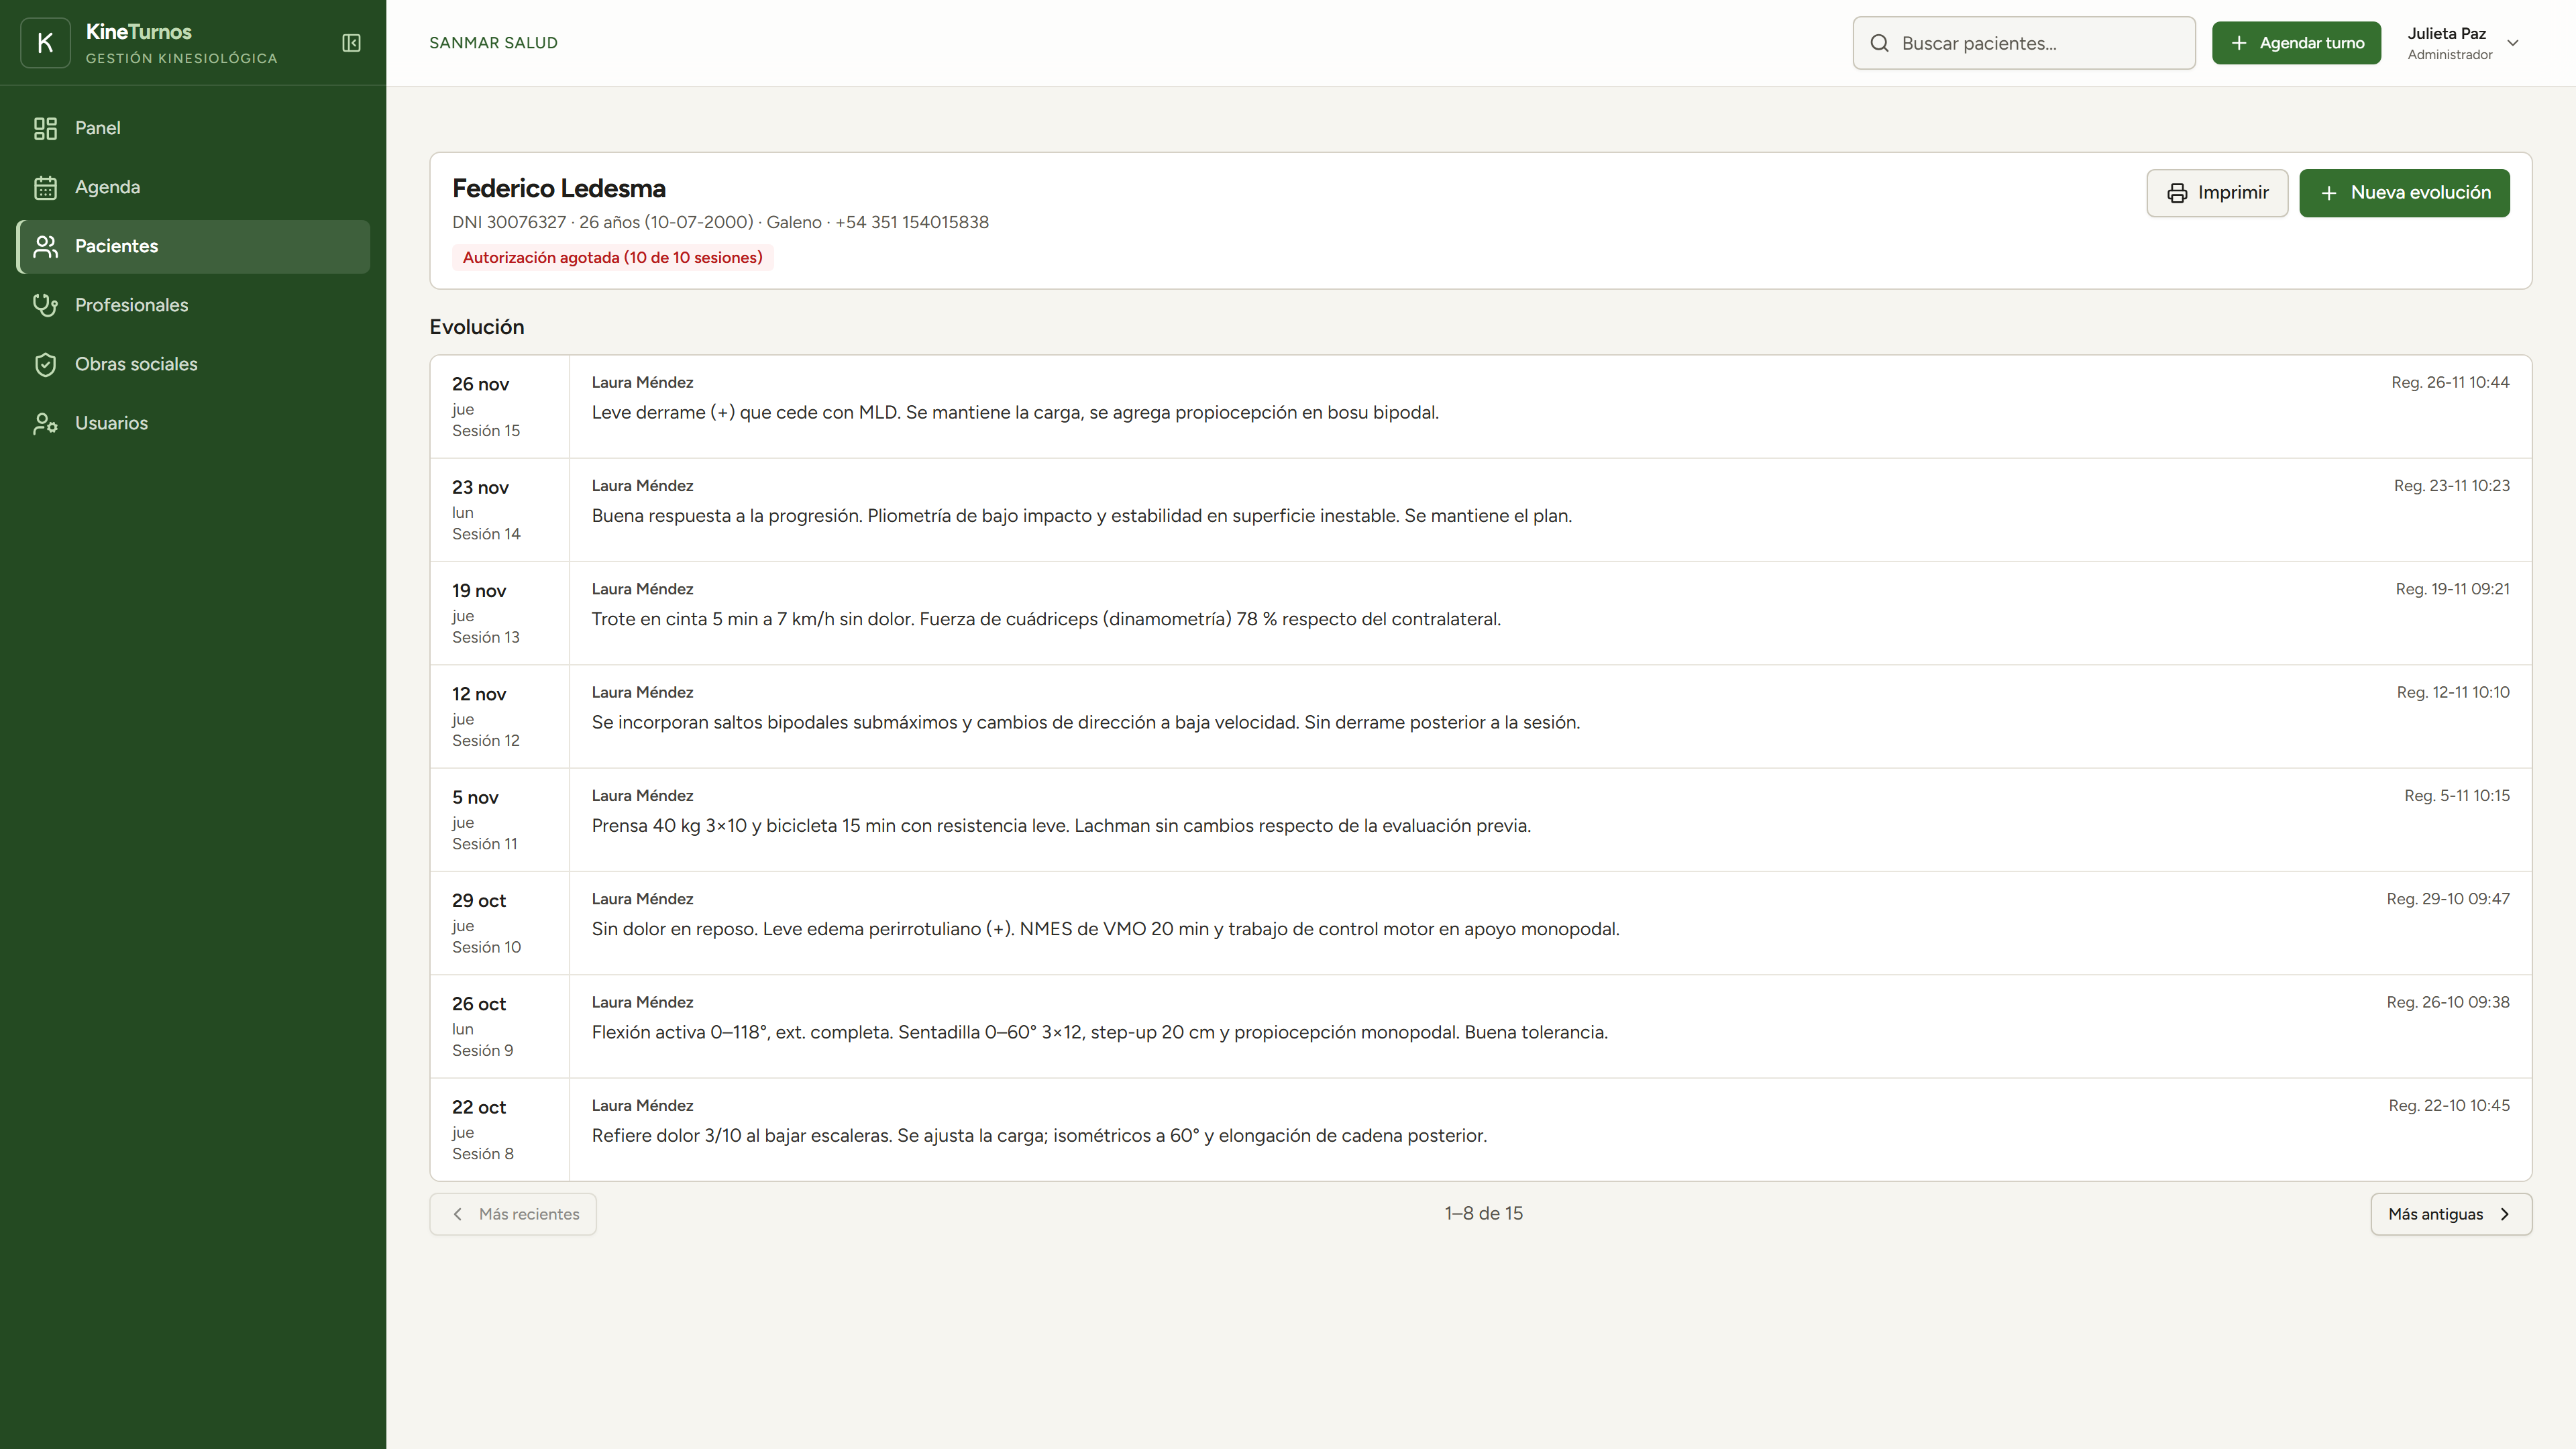 K
KineTurnos
GESTIÓN KINESIOLÓGICA
Panel
Agenda
Pacientes
Profesionales
Obras sociales
Usuarios
SANMAR SALUD
Buscar pacientes...
Agendar turno
Julieta Paz
Administrador
Federico Ledesma
DNI 30076327 · 26 años (10-07-2000) · Galeno · +54 351 154015838
Autorización agotada (10 de 10 sesiones)
Imprimir
Nueva evolución
Evolución
26 nov
jue
Sesión 15
Laura Méndez
Leve derrame (+) que cede con MLD. Se mantiene la carga, se agrega propiocepción en bosu bipodal.
Reg. 26-11 10:44
23 nov
lun
Sesión 14
Laura Méndez
Buena respuesta a la progresión. Pliometría de bajo impacto y estabilidad en superficie inestable. Se mantiene el plan.
Reg. 23-11 10:23
19 nov
jue
Sesión 13
Laura Méndez
Trote en cinta 5 min a 7 km/h sin dolor. Fuerza de cuádriceps (dinamometría) 78 % respecto del contralateral.
Reg. 19-11 09:21
12 nov
jue
Sesión 12
Laura Méndez
Se incorporan saltos bipodales submáximos y cambios de dirección a baja velocidad. Sin derrame posterior a la sesión.
Reg. 12-11 10:10
5 nov
jue
Sesión 11
Laura Méndez
Prensa 40 kg 3×10 y bicicleta 15 min con resistencia leve. Lachman sin cambios respecto de la evaluación previa.
Reg. 5-11 10:15
29 oct
jue
Sesión 10
Laura Méndez
Sin dolor en reposo. Leve edema perirrotuliano (+). NMES de VMO 20 min y trabajo de control motor en apoyo monopodal.
Reg. 29-10 09:47
26 oct
lun
Sesión 9
Laura Méndez
Flexión activa 0–118°, ext. completa. Sentadilla 0–60° 3×12, step-up 20 cm y propiocepción monopodal. Buena tolerancia.
Reg. 26-10 09:38
22 oct
jue
Sesión 8
Laura Méndez
Refiere dolor 3/10 al bajar escaleras. Se ajusta la carga; isométricos a 60° y elongación de cadena posterior.
Reg. 22-10 10:45
Más recientes
1–8 de 15
Más antiguas